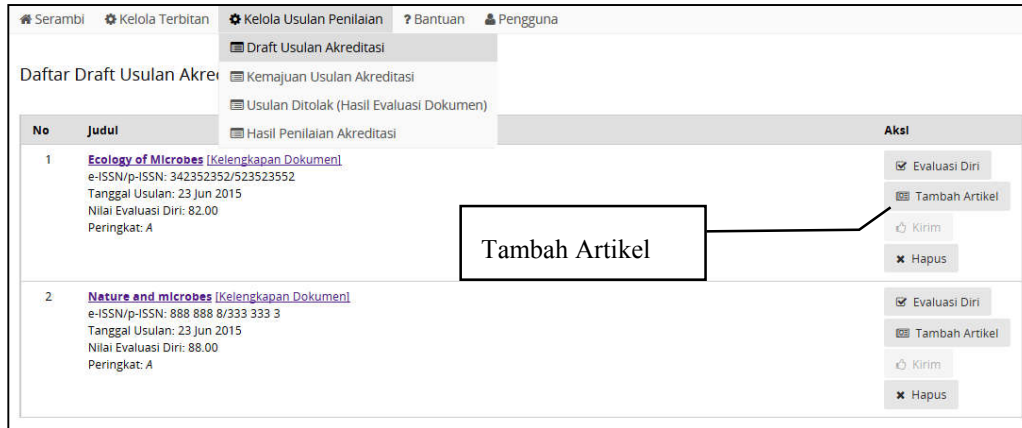 Serambi Kelola Terbitan Kelola Usulan Penilaian ? Bantuan Pengguna
Draft Usulan Akreditasi
Daftar Draft Usulan Akre
Kemajuan Usulan Akreditasi
Usulan Ditolak (Hasil Evaluasi Dokumen)
Hasil Penilaian Akreditasi
No Judul Aksi
1 Ecology of Microbes [Kelengkapan Dokumen]
e-ISSN/p-ISSN: 342352352/523523552
Tanggal Usulan: 23 Jun 2015
Nilai Evaluasi Diri: 82.00
Peringkat: A
Evaluasi Diri
Tambah Artikel
Kirim
Hapus
Tambah Artikel
2 Nature and microbes [Kelengkapan Dokumen]
e-ISSN/p-ISSN: 888 888 8/333 333 3
Tanggal Usulan: 23 Jun 2015
Nilai Evaluasi Diri: 88.00
Peringkat: A
Evaluasi Diri
Tambah Artikel
Kirim
Hapus